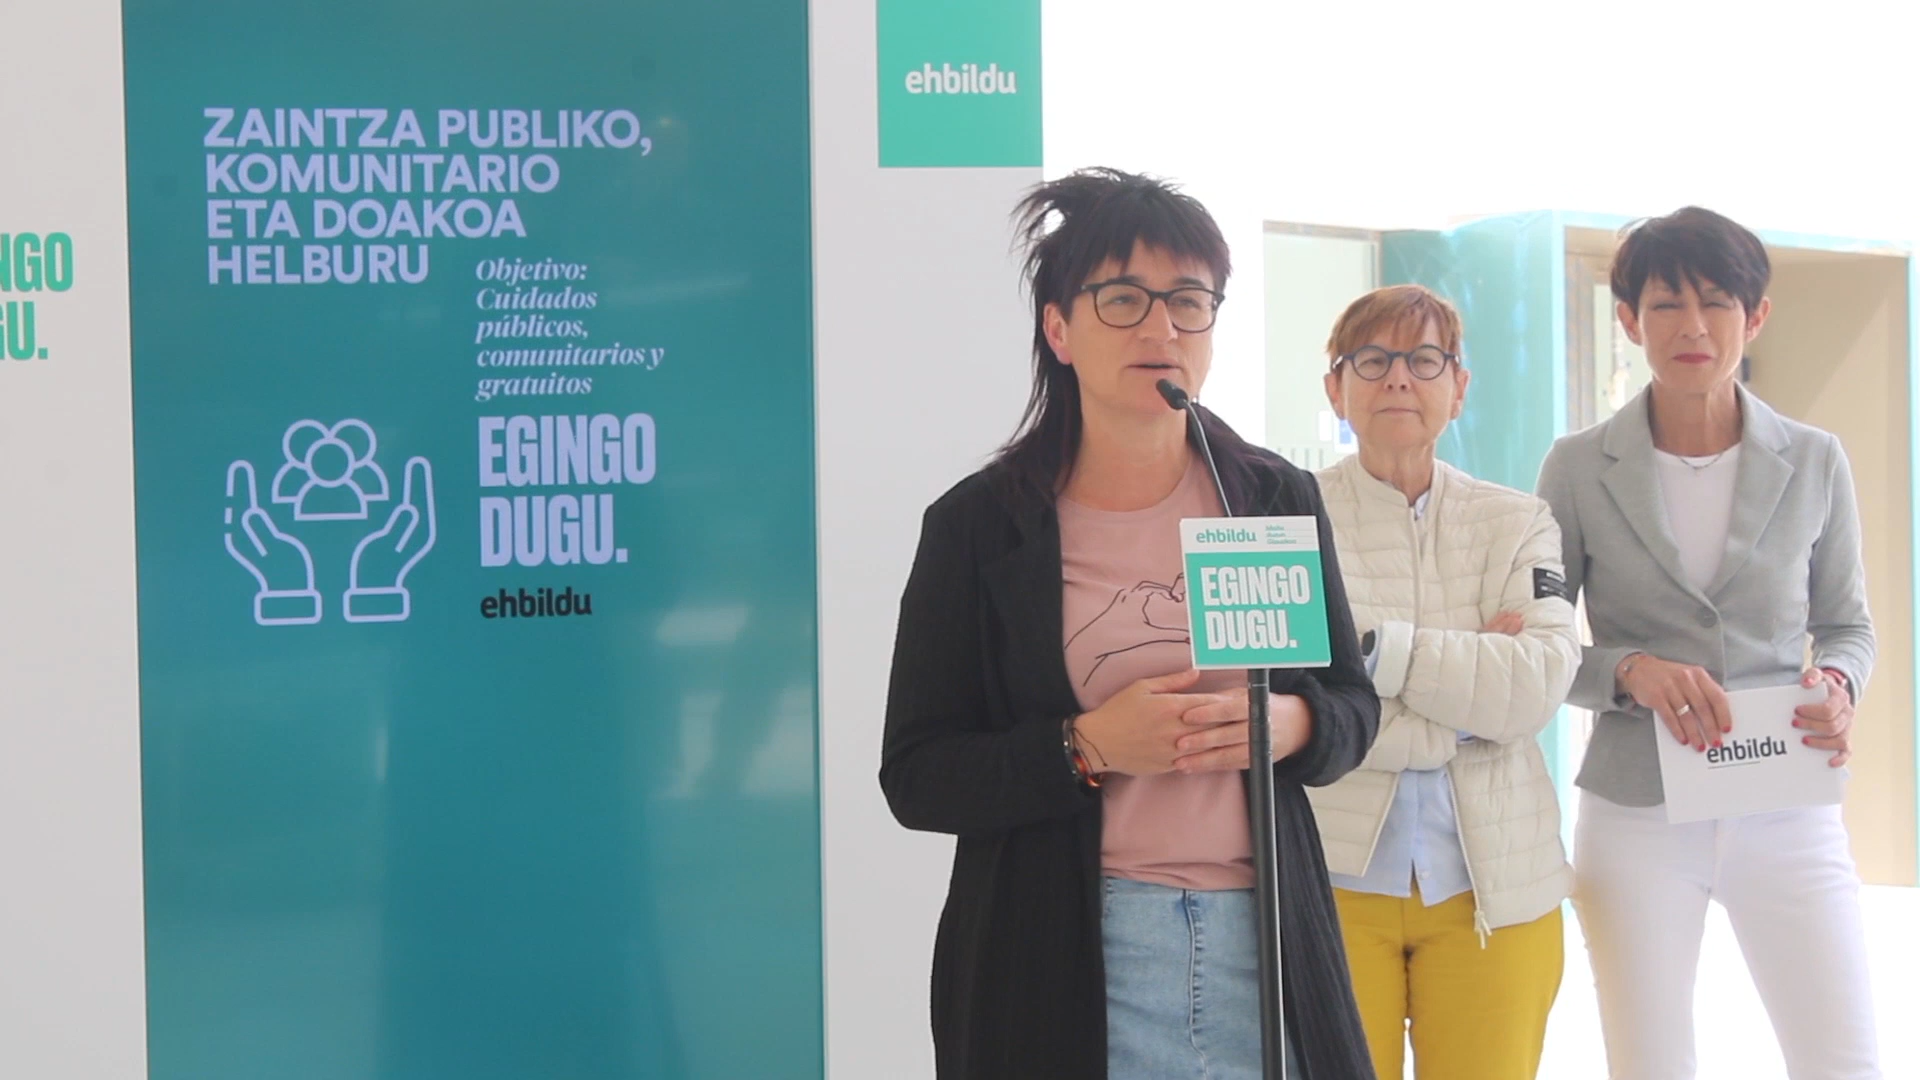 NGO
GU.
ZAINTZA PUBLIKO,
KOMUNITARIO
ETA DOAKOA
HELBURU
Objetivo:
Cuidados
públicos,
comunitarios y
gratuitos
EGINGO
DUGU.
ehbildu
ehbildu
ehbildu
EGINGO
DUGU.
ehbildu